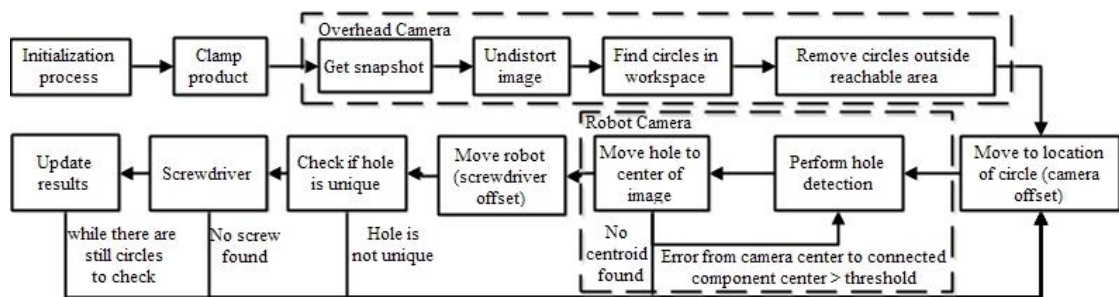 Overhead Camera
Initialization
process
Clamp
product
Get snapshot
Undistort
image
Find circles in
workspace
Remove circles outside
reachable area
Robot Camera
Update
results
Screwdriver
Check if hole
is unique
Move robot
(screwdriver
offset)
Move hole to
center of
image
Perform hole
detection
Move to location
of circle (camera
offset)
while there are
still circles
to check
No screw
found
Hole is
not unique
No
centroid
found
Error from camera center to connected
component center > threshold